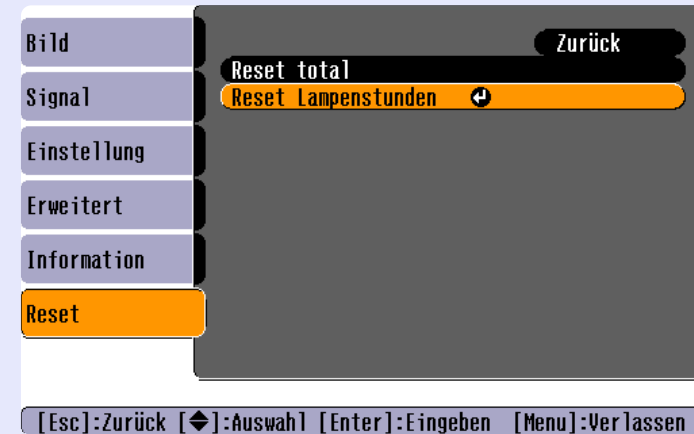 Bild
Signal
Einstellung
Erweitert
Information
Reset
Zurück
Reset total
Reset Lampenstunden
[Esc]:Zurück [◆]:Auswahl [Enter]:Eingeben [Menu]:Verlassen